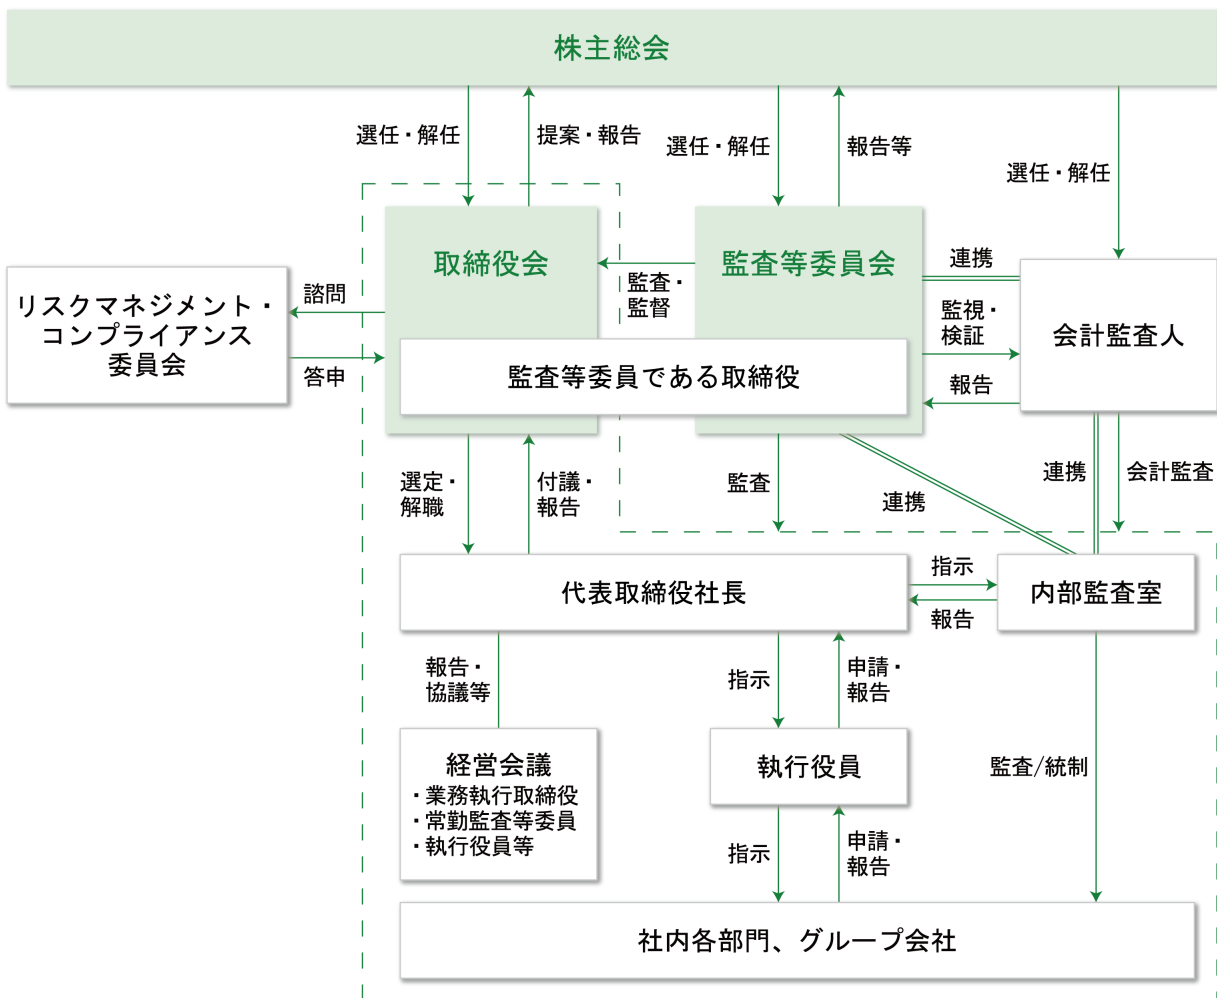 株主総会
選任・解任
提案・報告
選任・解任
報告等
選任・解任
取締役会
監査等委員会
監査・
監督
連携
監視・
検証
報告
会計監査人
リスクマネジメント・
コンプライアンス
委員会
諮問
答申
監査等委員である取締役
選定・
解職
付議・
報告
監査
連携
連携
会計監査
代表取締役社長
指示
報告
内部監査室
報告・
協議等
指示
申請・
報告
経営会議
・業務執行取締役
・常勤監査等委員
・執行役員等
執行役員
監査/統制
指示
申請・
報告
社内各部門、グループ会社